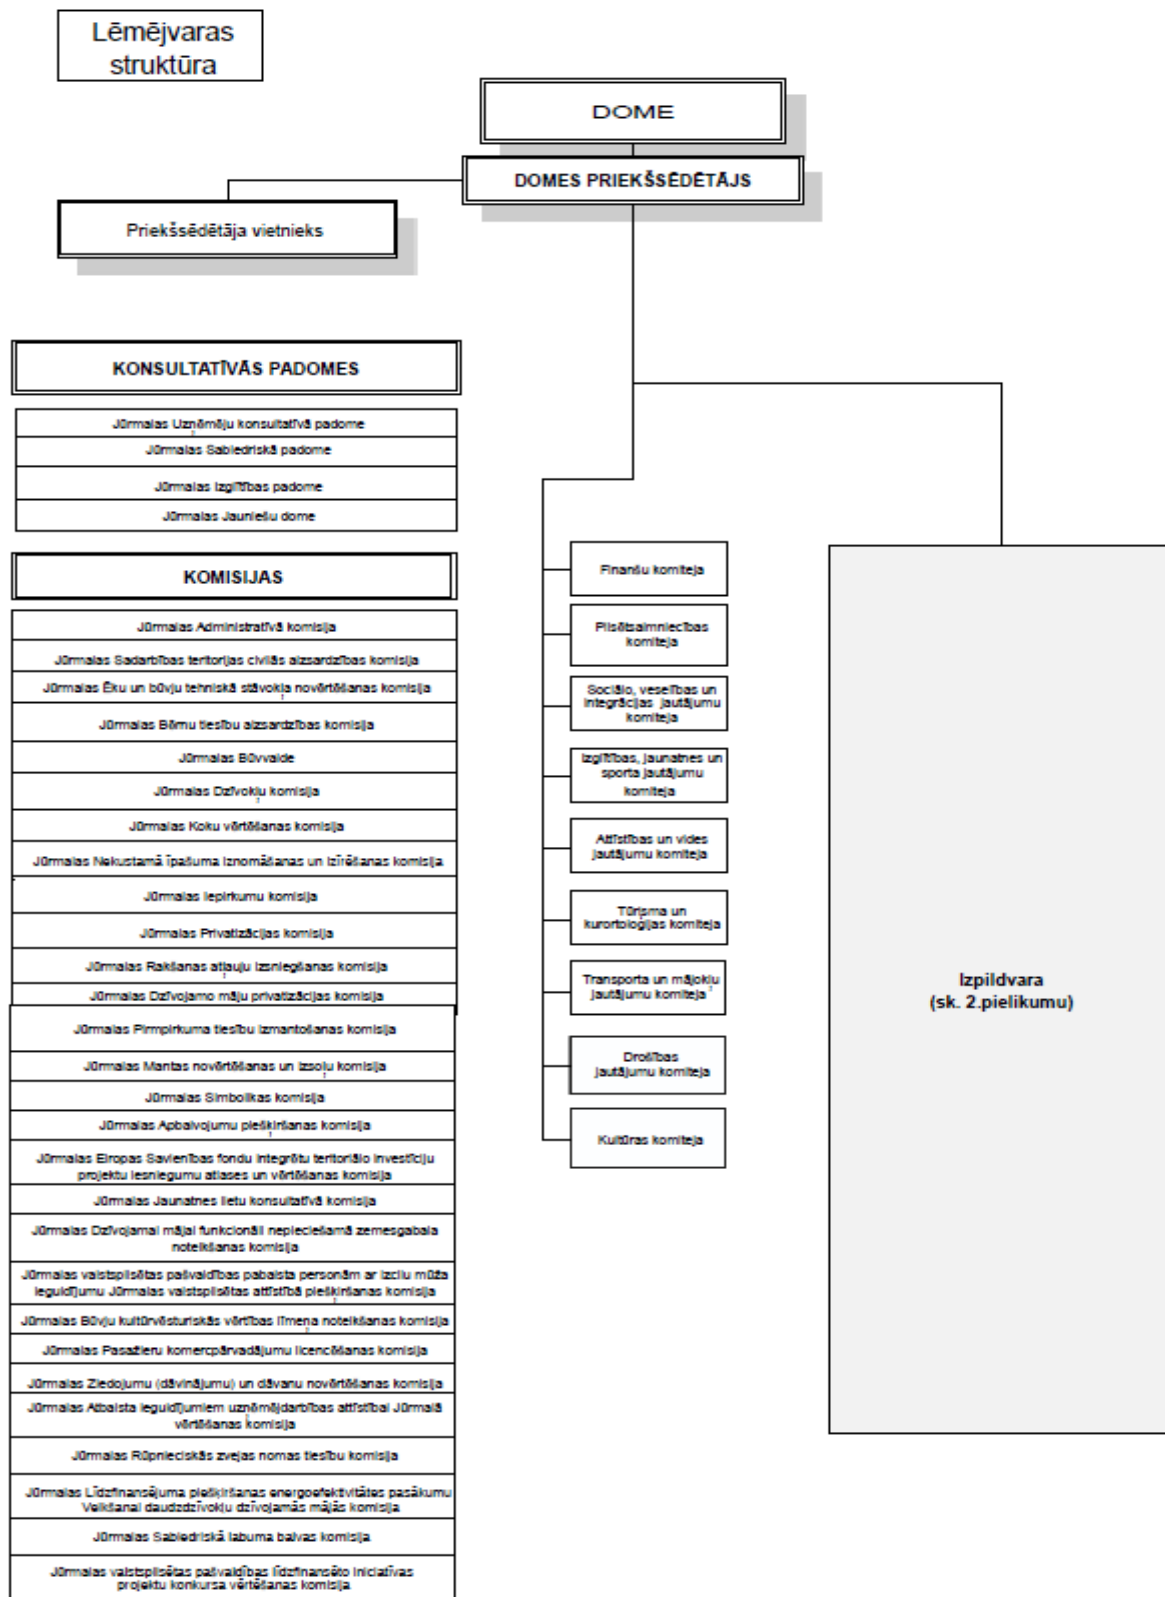 Lēmējvaras
struktūra
DOME
DOMES PRIEKŠSĒDĒTĀJS
Priekšsēdētāja vietnieks
KONSULTATĪVĀS PADOMES
Jūrmalas Uzņēmēju konsultatīvā padome
Jūrmalas Sabiedriskā padome
Jūrmalas Izglītības padome
Jūrmalas Jauniešu dome
KOMISIJAS
Jūrmalas Administratīvā komisija
Jūrmalas Sadarbības teritorijas civilās aizsardzības komisija
Jūrmalas Ēku un būvju tehniskā stāvokļa novērtēšanas komisija
Jūrmalas Bērnu tiesību aizsardzības komisija
Jūrmalas Būvvalde
Jūrmalas Dzīvokļu komisija
Jūrmalas Koku vērtēšanas komisija
Jūrmalas Nekustamā īpašuma iznomāšanas un izīrēšanas komisija
Jūrmalas Iepirkumu komisija
Jūrmalas Privatizācijas komisija
Jūrmalas Rakšanas atļauju izsniegšanas komisija
Jūrmalas Dzīvojamo māju privatizācijas komisija
Jūrmalas Pirmpirkuma tiesību izmantošanas komisija
Jūrmalas Mantas novērtēšanas un izsoļu komisija
Jūrmalas Simbolikas komisija
Jūrmalas Apbalvojumu piešķiršanas komisija
Jūrmalas Eiropas Savienības fondu integrētu teritoriālo investīciju
projektu iesniegumu atlases un vērtēšanas komisija
Jūrmalas Jaunatnes lietu konsultatīvā komisija
Jūrmalas Dzīvojamai mājai funkcionāli nepieciešamā zemesgabala
noteikšanas komisija
Jūrmalas valstspilsētas pašvaldības pabalsta personām ar izcilu mūža
ieguldījumu Jūrmalas valstspilsētas attīstībā piešķiršanas komisija
Jūrmalas Būvju kultūrvēsturiskās vērtības līmeņa noteikšanas komisija
Jūrmalas Pasažieru komercpārvadājumu licencēšanas komisija
Jūrmalas Ziedojumu (dāvinājumu) un dāvanu novērtēšanas komisija
Jūrmalas Atbalsta ieguldījumiem uzņēmējdarbības attīstībai Jūrmalā
vērtēšanas komisija
Jūrmalas Rūpnieciskās zvejas nomas tiesību komisija
Jūrmalas Līdzfinansējuma piešķiršanas energoefektivitātes pasākumu
Veikšanai daudzdzīvokļu dzīvojamās mājās komisija
Jūrmalas Sabiedriskā labuma balvas komisija
Jūrmalas valstspilsētas pašvaldības līdzfinansēto iniciatīvas
projektu konkursa vērtēšanas komisija
Finanšu komiteja
Pilsētsaimniecības
komiteja
Sociālo, veselības un
integrācijas jautājumu
komiteja
Izglītības, jaunatnes un
sporta jautājumu
komiteja
Attīstības un vides
jautājumu komiteja
Tūrisma un
kurortoloģijas komiteja
Transporta un mājokļu
jautājumu komiteja
Drošības
jautājumu komiteja
Kultūras komiteja
Izpildvara
(sk. 2.pielikumu)